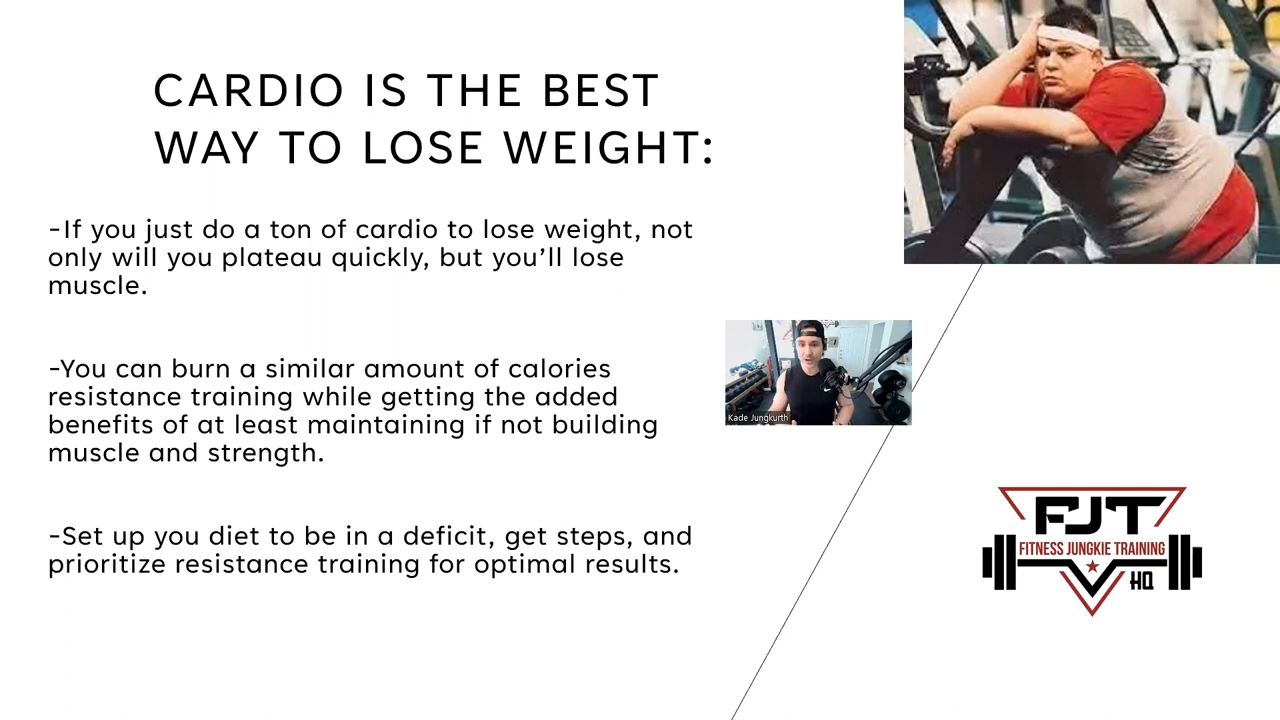 CARDIO IS THE BEST
WAY TO LOSE WEIGHT:
-If you just do a ton of cardio to lose weight, not
only will you plateau quickly, but you’ll lose
muscle.
-You can burn a similar amount of calories
resistance training while getting the added
benefits of at least maintaining if not building
muscle and strength.
-Set up you diet to be in a deficit, get steps, and
prioritize resistance training for optimal results.
Kade Jungkurth
FJT
FITNESS JUNGKIE TRAINING
HQ